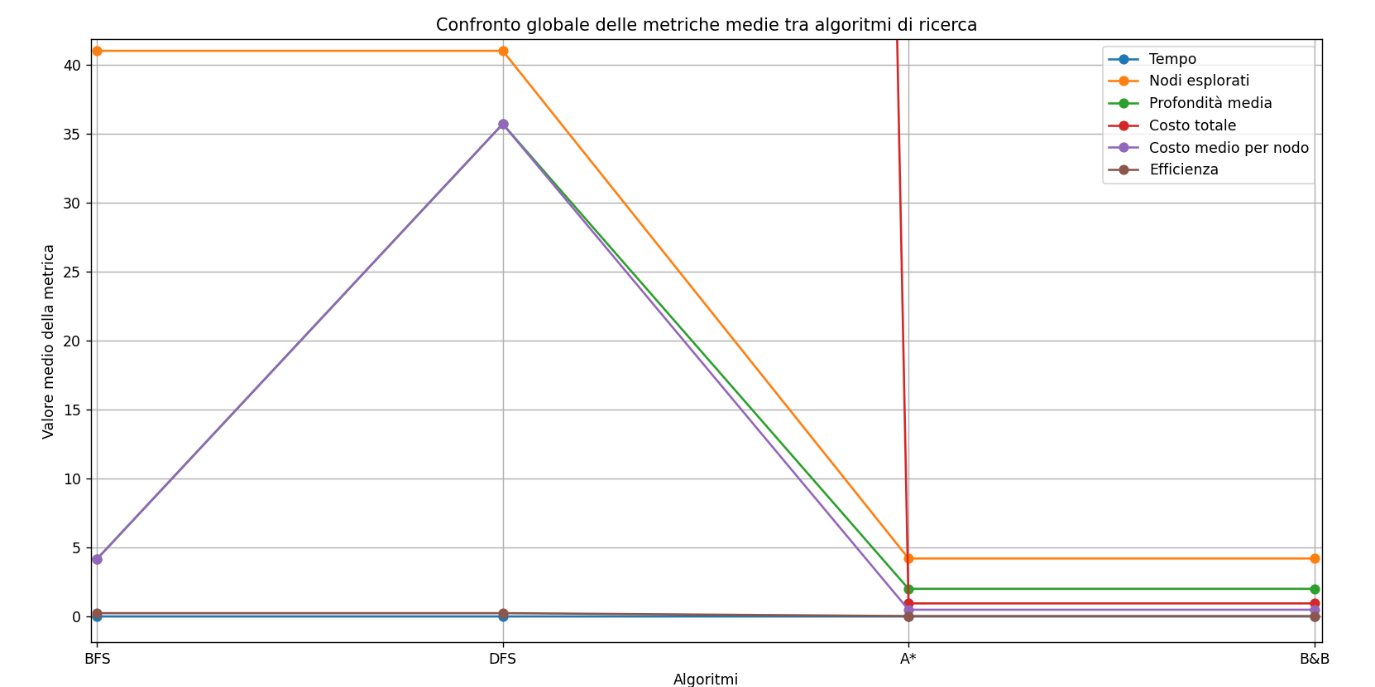 Confronto globale delle metriche medie tra algoritmi di ricerca
40
35
30
25
20
15
10
5
0
Valore medio della metrica
Tempo
Nodi esplorati
Profondità media
Costo totale
Costo medio per nodo
Efficienza
BFS
DFS
A*
B&B
Algoritmi